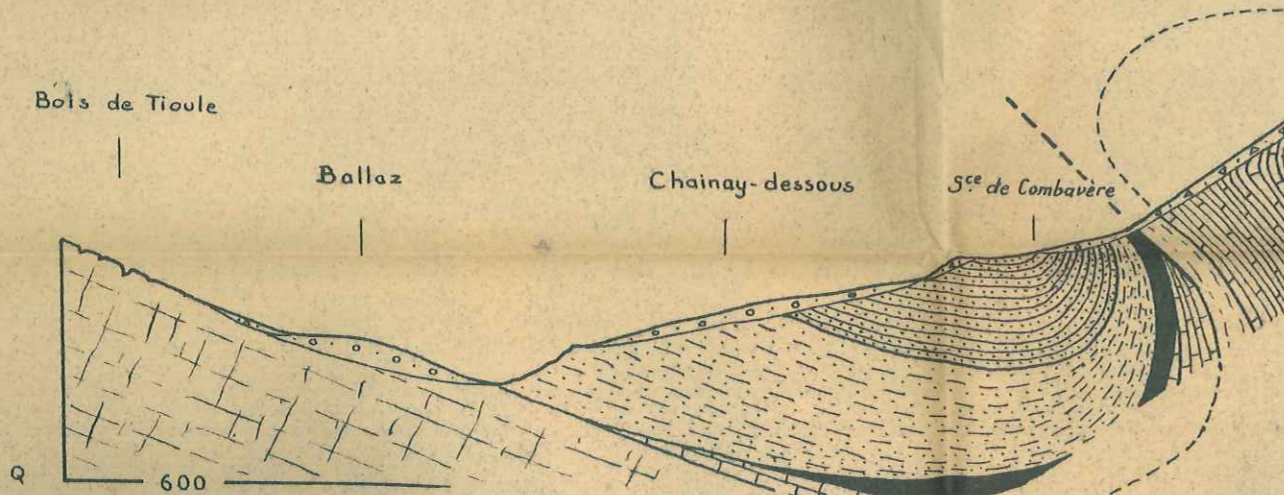 Bois de Tioule
Ballaz
Chainay-dessous
Sce de Combavère
Q
600